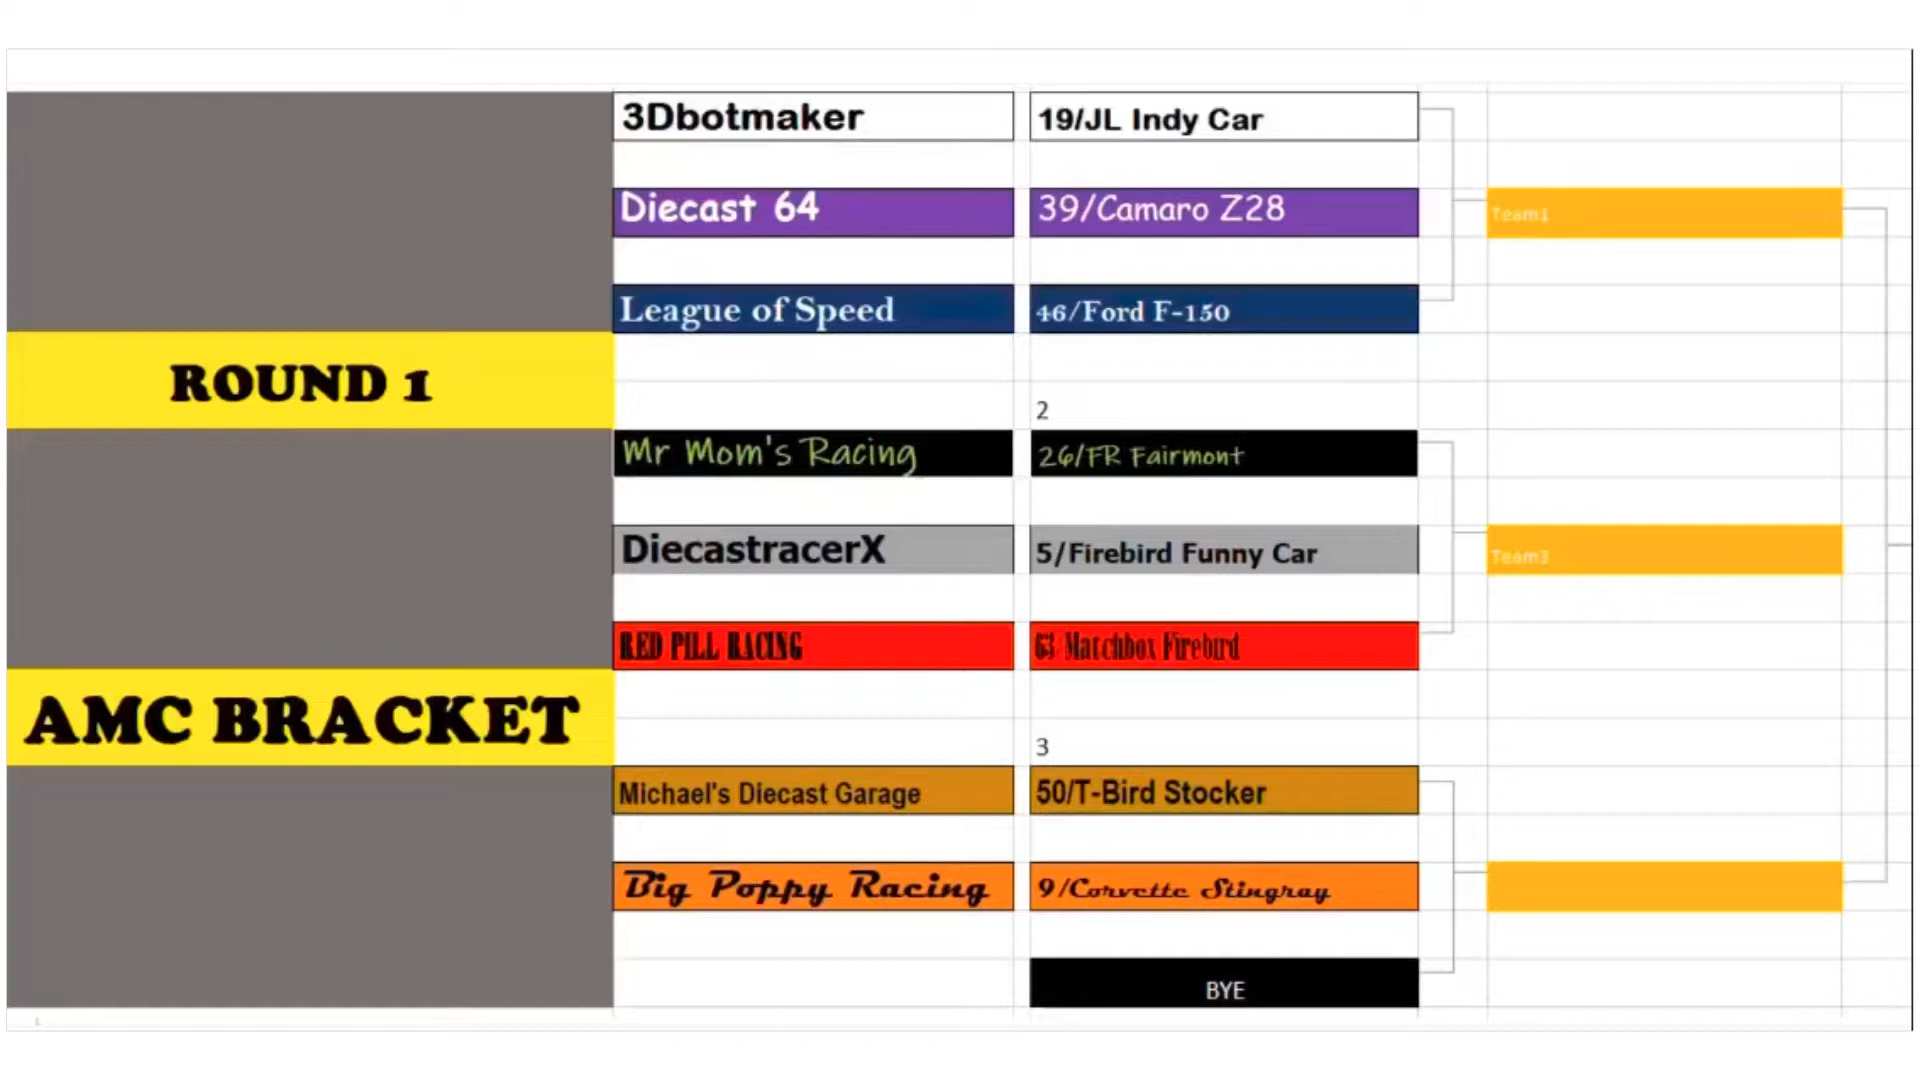 3Dbotmaker 19/JL Indy Car
Diecast 64 39/Camaro Z28
Team1
League of Speed 46/Ford F-150
ROUND 1
2
Mr Mom's Racing 26/FR Fairmont
DiecastracerX 5/Firebird Funny Car
Team3
RED PILL RACING 63 Matchbox Firebird
AMC BRACKET
3
Michael's Diecast Garage 50/T-Bird Stocker
Big Poppy Racing 9/Corvette Stingray
BYE